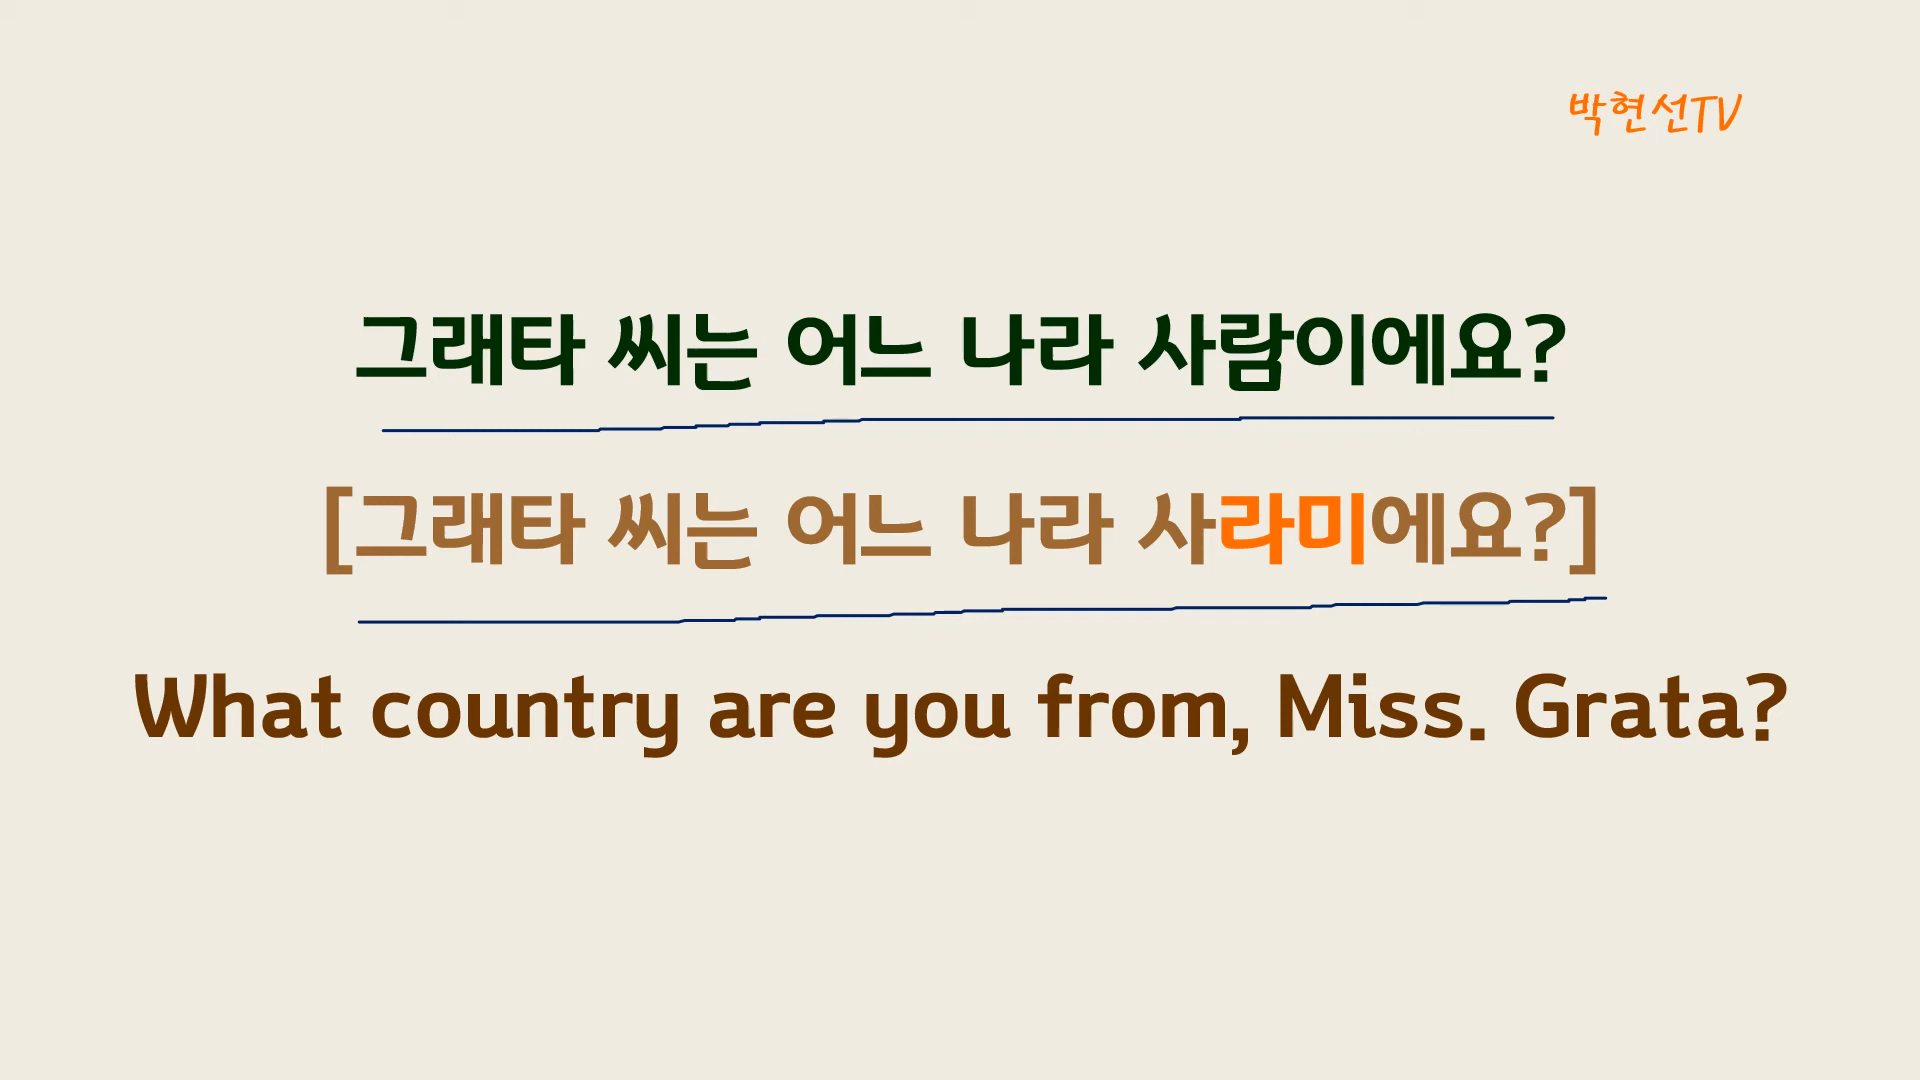 박현선TV
그래타 씨는 어느 나라 사람이에요?
[그래타 씨는 어느 나라 사라미에요?]
What country are you from, Miss. Grata?